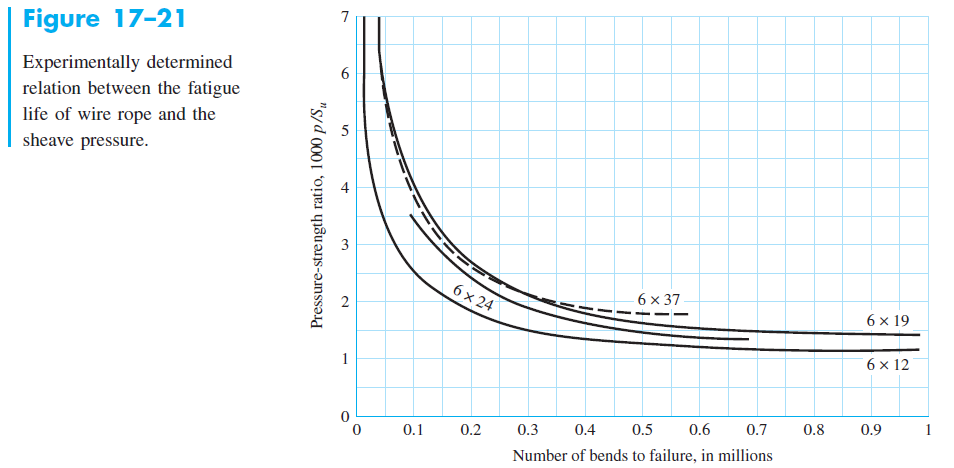 Figure 17–21
Experimentally determined
relation between the fatigue
life of wire rope and the
sheave pressure.
Pressure-strength ratio, 1000 p/Su
7
6
5
4
3
2
1
0
6 × 24
6 × 37
6 × 19
6 × 12
0 0.1 0.2 0.3 0.4 0.5 0.6 0.7 0.8 0.9 1
Number of bends to failure, in millions